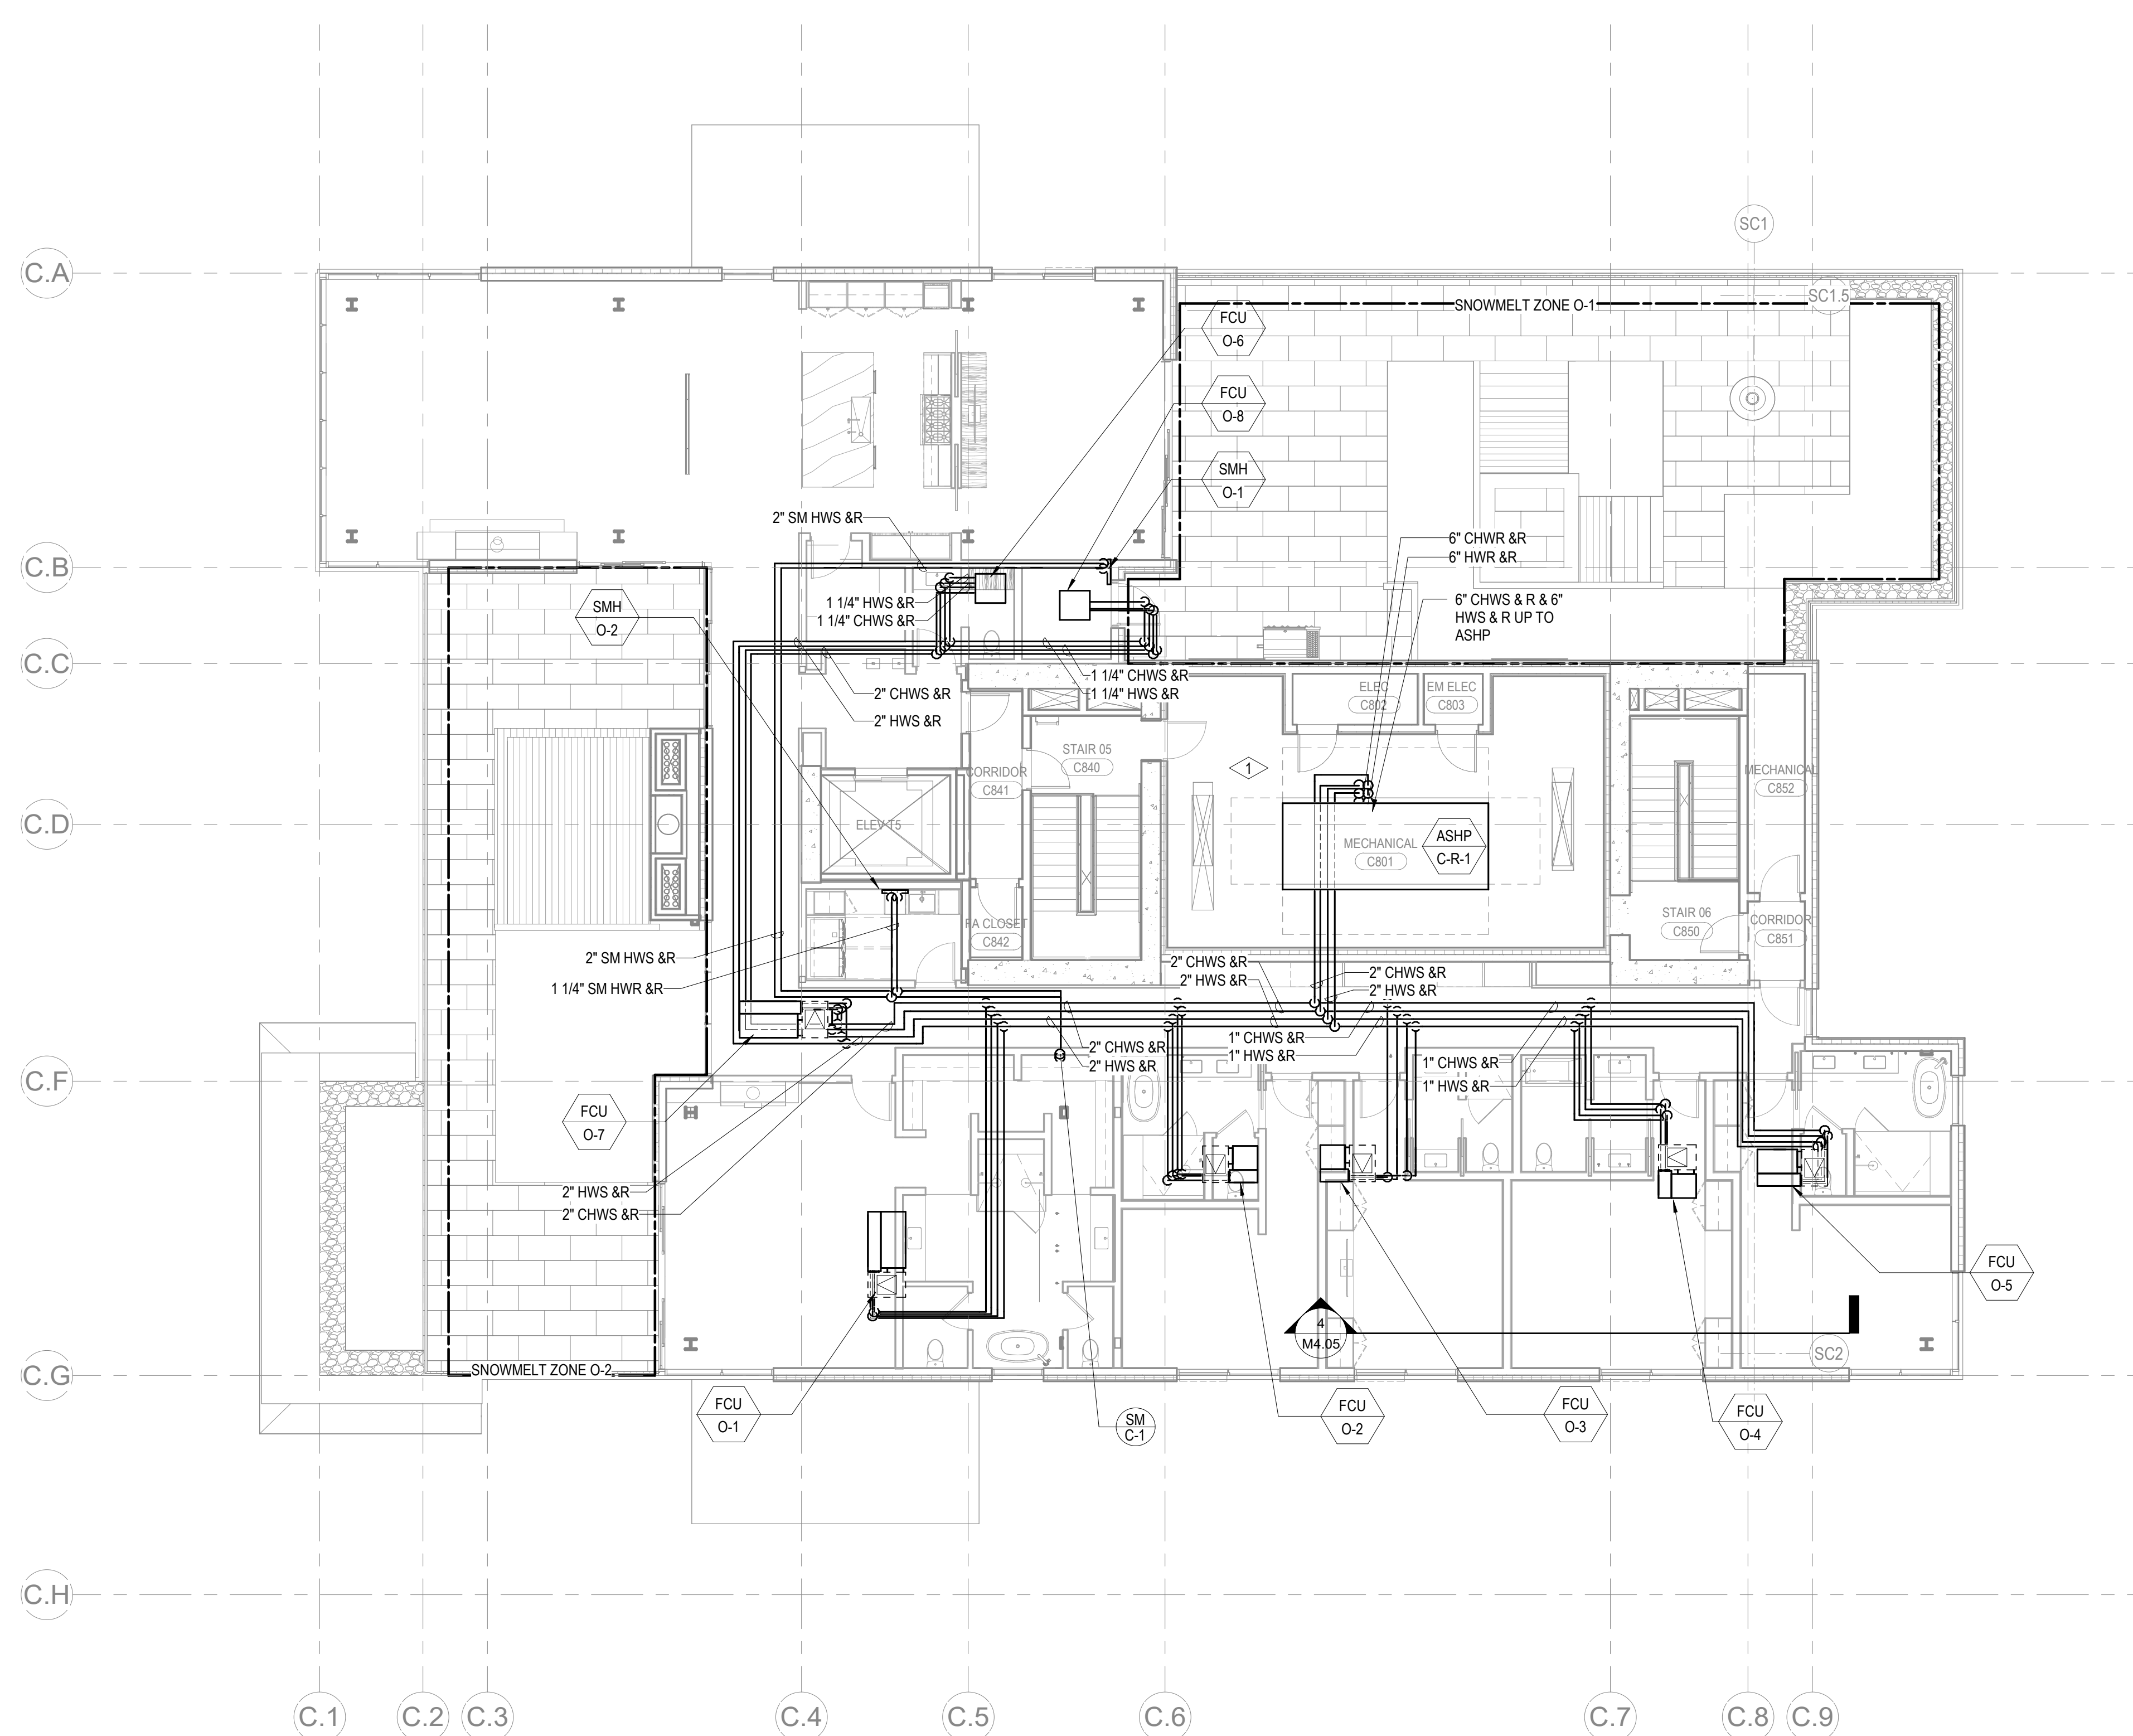 SC1
C.A
SC1.5
SNOWMELT ZONE O-1
FCU
O-6
FCU
O-8
SMH
O-1
2" SM HWS &R
6" CHWR &R
6" HWR &R
C.B
1 1/4" HWS &R
1 1/4" CHWS &R
6" CHWS & R & 6"
HWS & R UP TO
ASHP
SMH
O-2
C.C
1 1/4" CHWS &R
1 1/4" HWS &R
2" CHWS &R
2" HWS &R
ELEC
C802
EM ELEC
C803
STAIR 05
C840
1
CORRIDOR
C841
MECHANICAL
C852
C.D
ELEV T5
MECHANICAL
C801
ASHP
C-R-1
FA CLOSET
C842
STAIR 06
C850
CORRIDOR
C851
2" SM HWS &R
1 1/4" SM HWR &R
2" CHWS &R
2" HWS &R
2" CHWS &R
2" HWS &R
2" CHWS &R
2" HWS &R
1" CHWS &R
1" HWS &R
1" CHWS &R
1" HWS &R
C.F
FCU
O-7
2" HWS &R
2" CHWS &R
FCU
O-5
4
M4.05
SC2
C.G
SNOWMELT ZONE O-2
FCU
O-1
SM
C-1
FCU
O-2
FCU
O-3
FCU
O-4
C.H
C.1
C.2
C.3
C.4
C.5
C.6
C.7
C.8
C.9